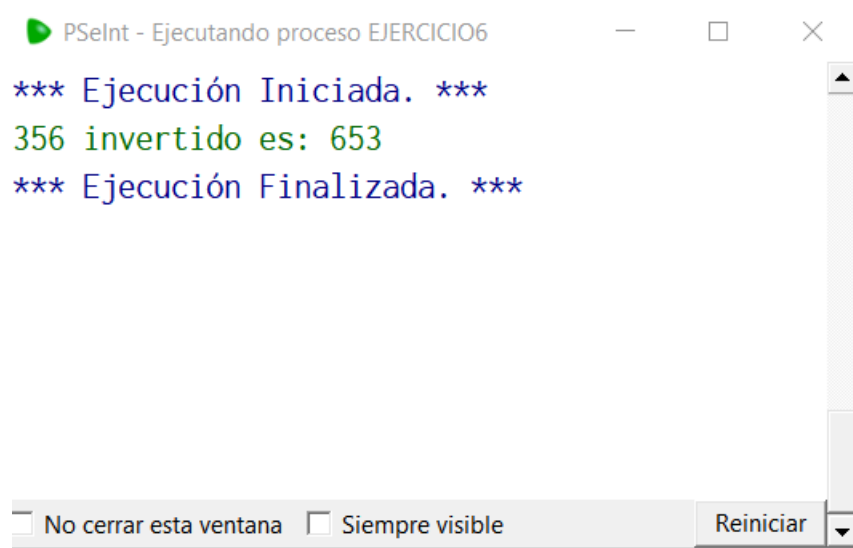 PSeInt - Ejecutando proceso EJERCICIO6
*** Ejecución Iniciada. ***
356 invertido es: 653
*** Ejecución Finalizada. ***
No cerrar esta ventana Siempre visible Reiniciar